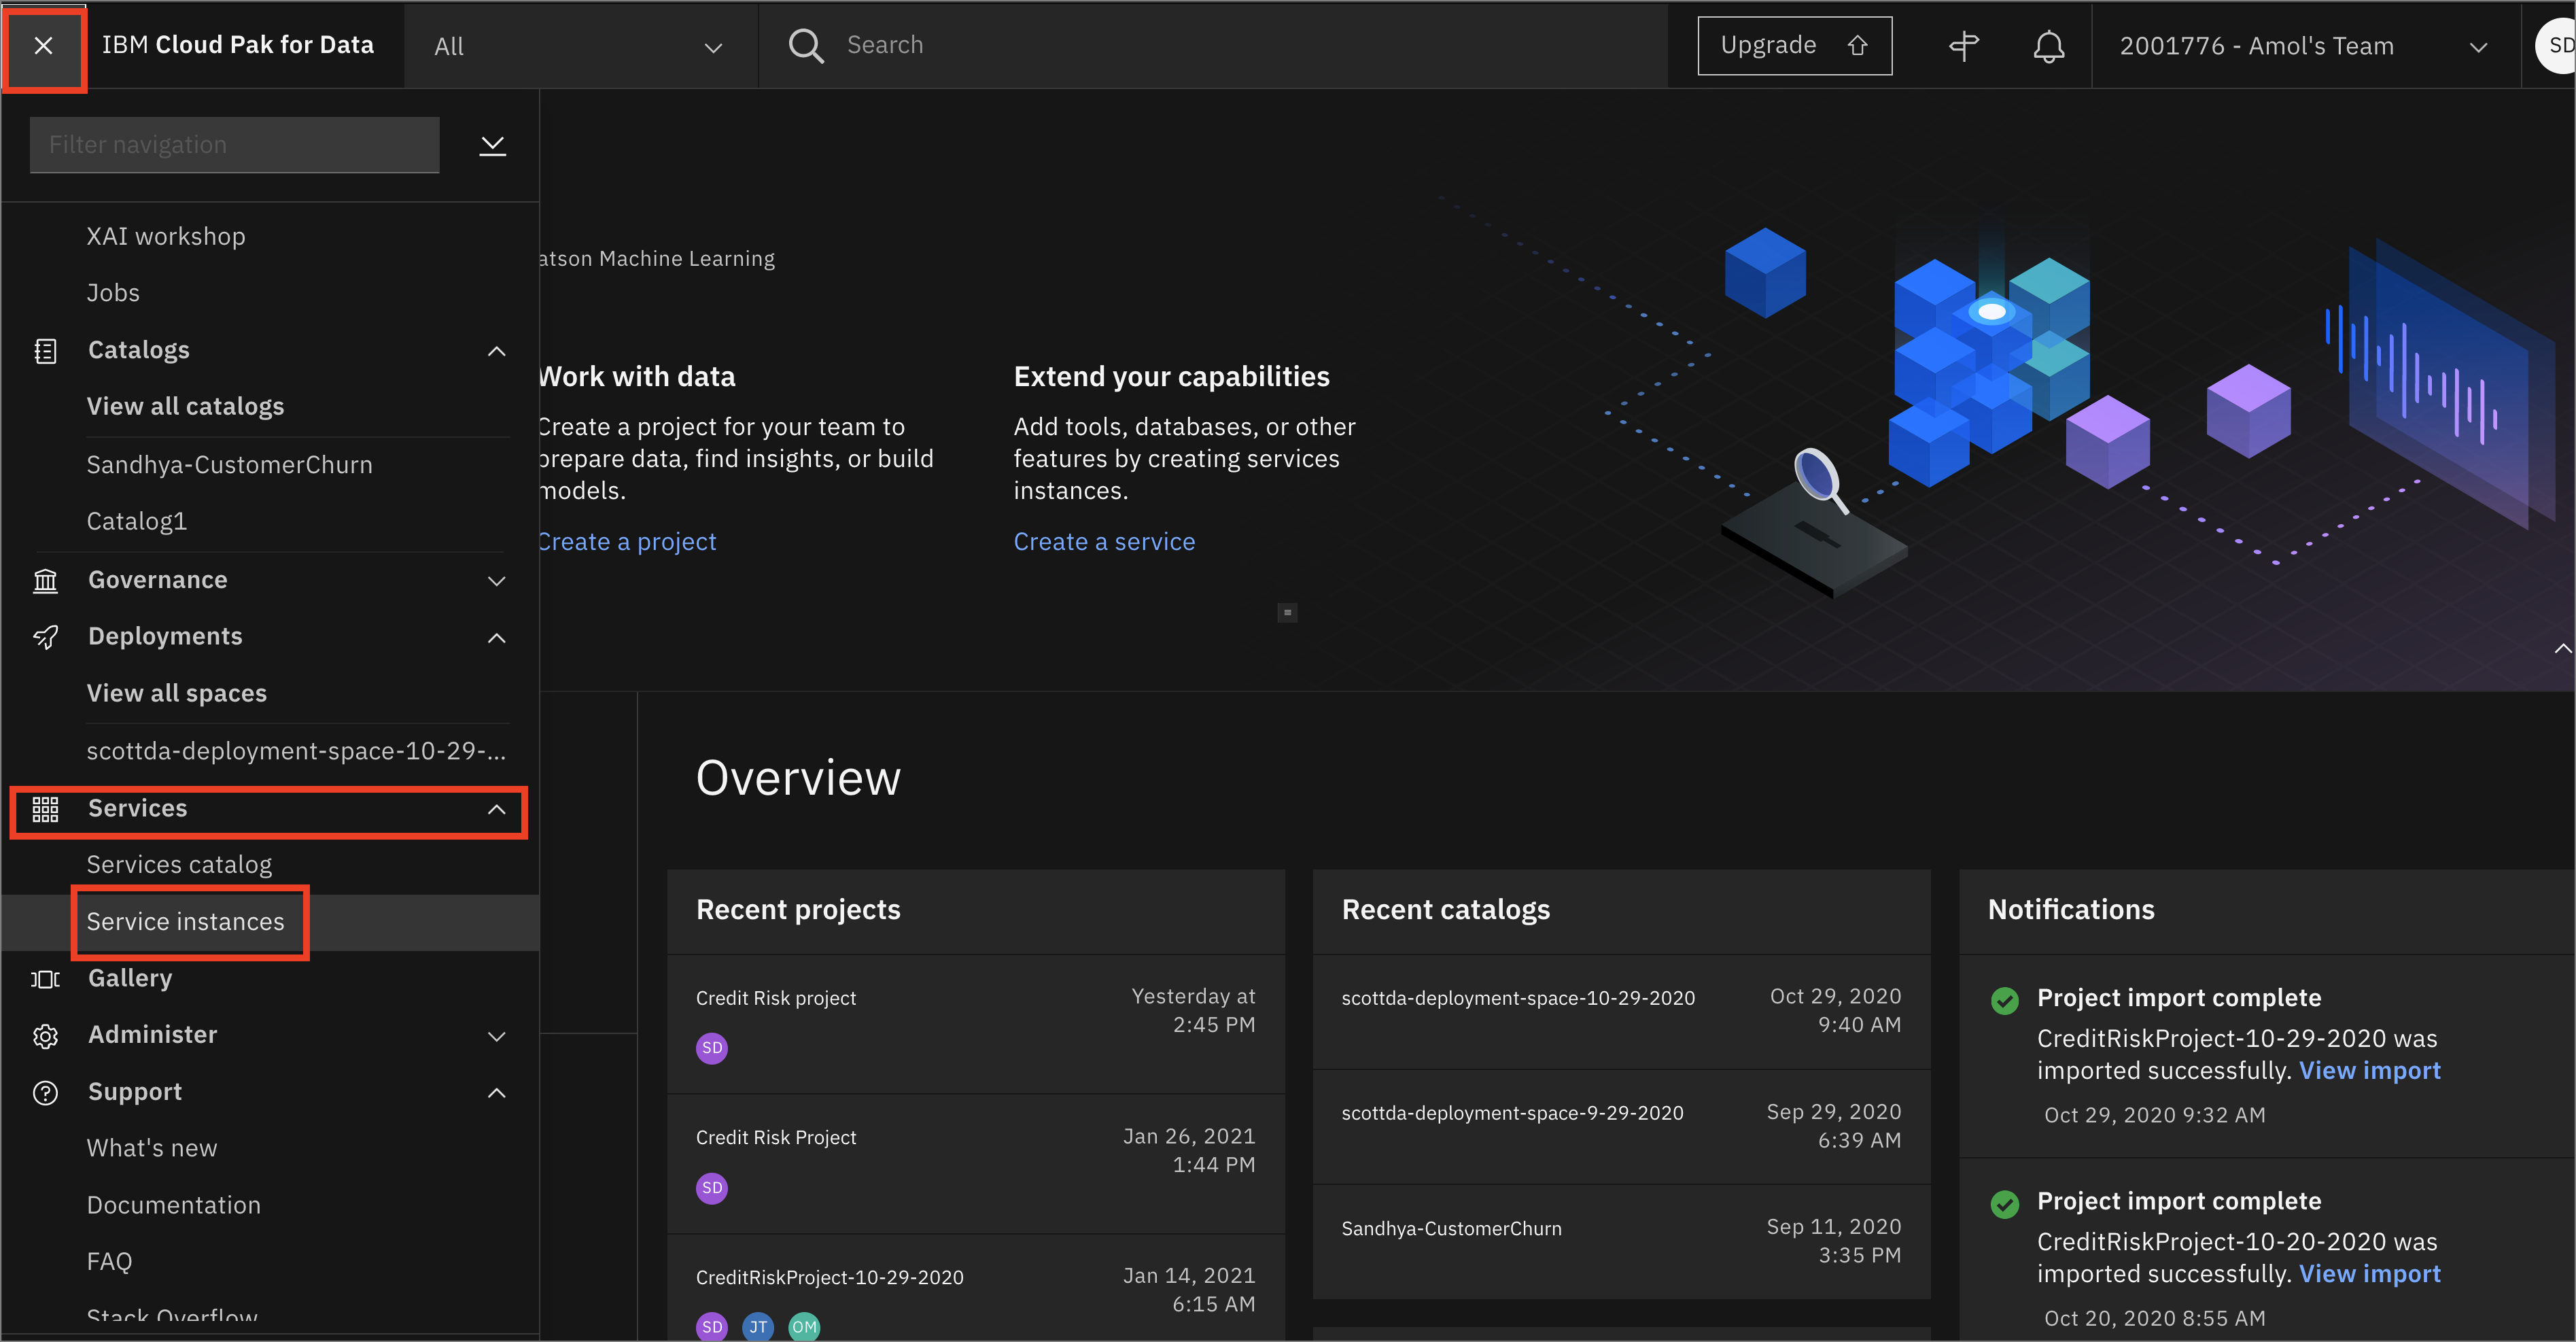 IBM Cloud Pak for Data
All
Search
Upgrade
2001776 - Amol's Team
SD
Filter navigation
XAI workshop
Jobs
Catalogs
View all catalogs
Sandhya-CustomerChurn
Catalog1
Governance
Deployments
View all spaces
scottda-deployment-space-10-29-...
Services
Services catalog
Service instances
Gallery
Administer
Support
What's new
Documentation
FAQ
Stack Overflow
atson Machine Learning
Work with data
Create a project for your team to
prepare data, find insights, or build
models.
Create a project
Extend your capabilities
Add tools, databases, or other
features by creating services
instances.
Create a service
Overview
Recent projects
Credit Risk project
Yesterday at
2:45 PM
SD
Credit Risk Project
Jan 26, 2021
1:44 PM
SD
CreditRiskProject-10-29-2020
Jan 14, 2021
6:15 AM
SD JT OM
Recent catalogs
scottda-deployment-space-10-29-2020
Oct 29, 2020
9:40 AM
scottda-deployment-space-9-29-2020
Sep 29, 2020
6:39 AM
Sandhya-CustomerChurn
Sep 11, 2020
3:35 PM
Notifications
Project import complete
CreditRiskProject-10-29-2020 was
imported successfully. View import
Oct 29, 2020 9:32 AM
Project import complete
CreditRiskProject-10-20-2020 was
imported successfully. View import
Oct 20, 2020 8:55 AM